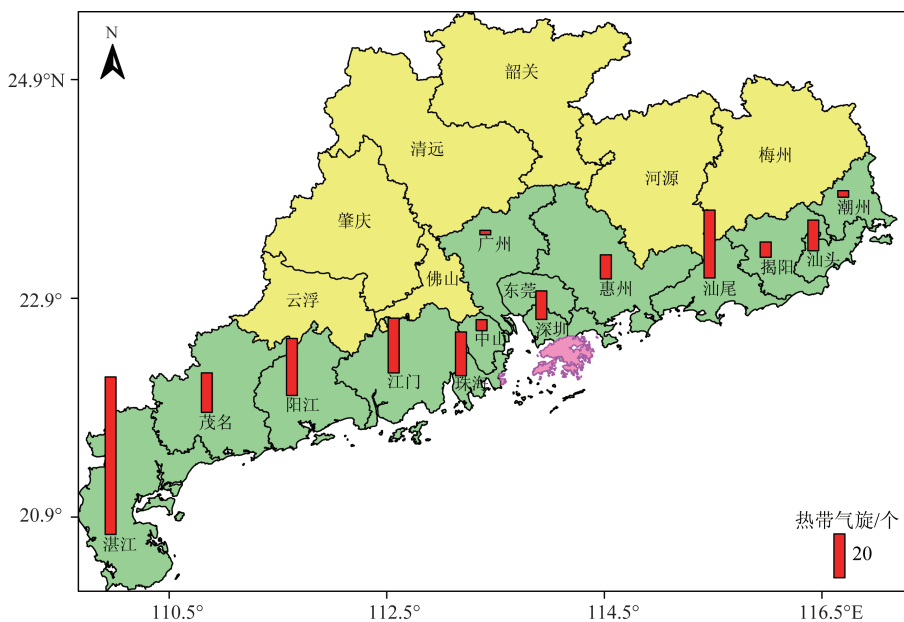 N
24.9°N
22.9°
20.9°
韶关
清远
梅州
河源
潮州
肇庆
广州
汕头
揭阳
佛山
惠州
汕尾
东莞
云浮
深圳
中山
江门
珠海
阳江
茂名
湛江
热带气旋/个
20
110.5°
112.5°
114.5°
116.5°E